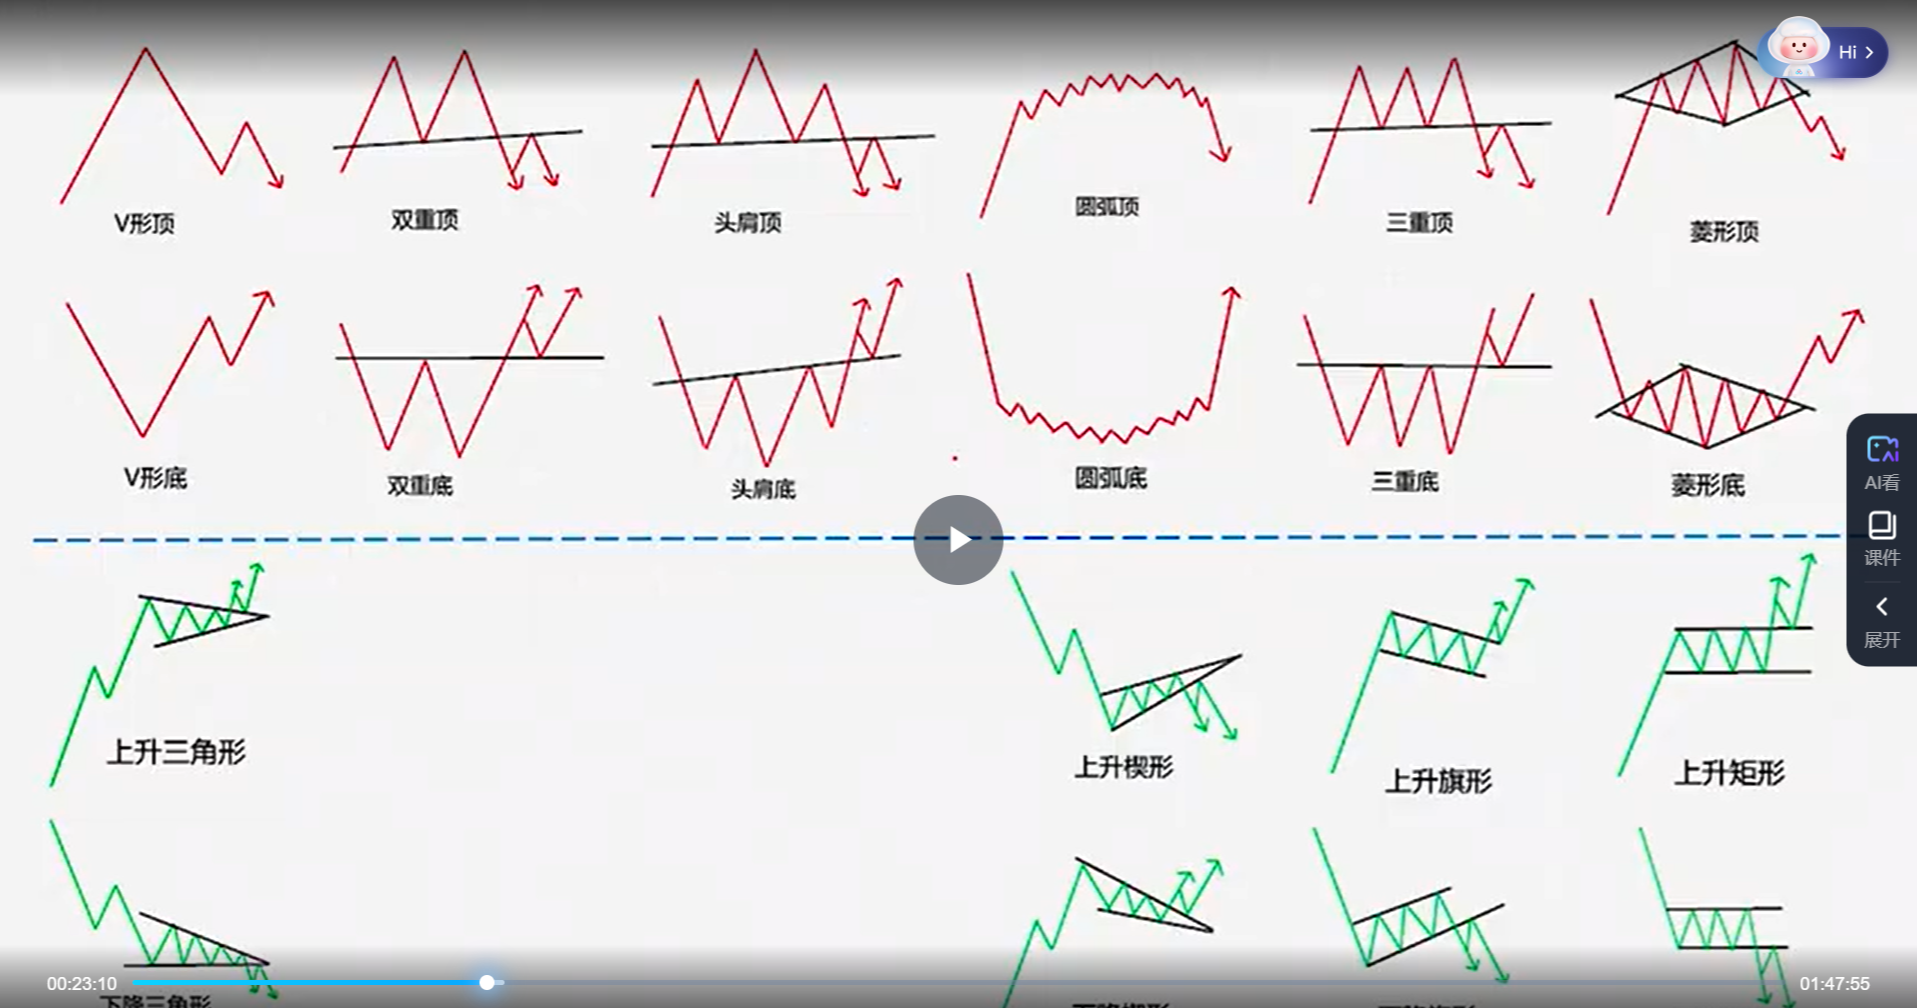 Hi
V形顶
双重顶
头肩顶
圆弧顶
三重顶
菱形顶
V形底
双重底
头肩底
圆弧底
三重底
菱形底
AI看
课件
展开
上升三角形
上升楔形
上升旗形
上升矩形
00:23:10
01:47:55
下降三角形